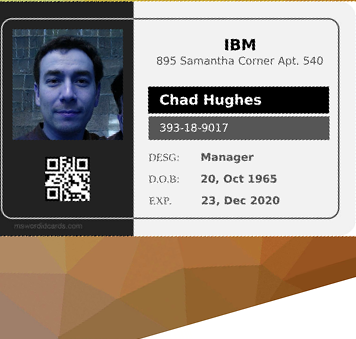 IBM
895 Samantha Corner Apt. 540
Chad Hughes
393-18-9017
DESG: Manager
D.O.B: 20, Oct 1965
EXP. 23, Dec 2020
mswordidcards.com